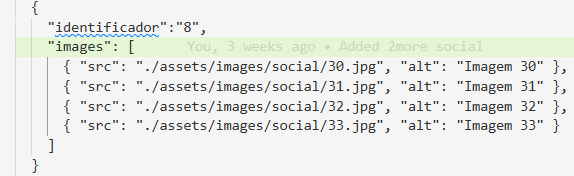 {
"identificador":"8",
"images": [ You, 3 weeks ago • Added 2more social
{ "src": "./assets/images/social/30.jpg", "alt": "Imagem 30" },
{ "src": "./assets/images/social/31.jpg", "alt": "Imagem 31" },
{ "src": "./assets/images/social/32.jpg", "alt": "Imagem 32" },
{ "src": "./assets/images/social/33.jpg", "alt": "Imagem 33" }
]
}